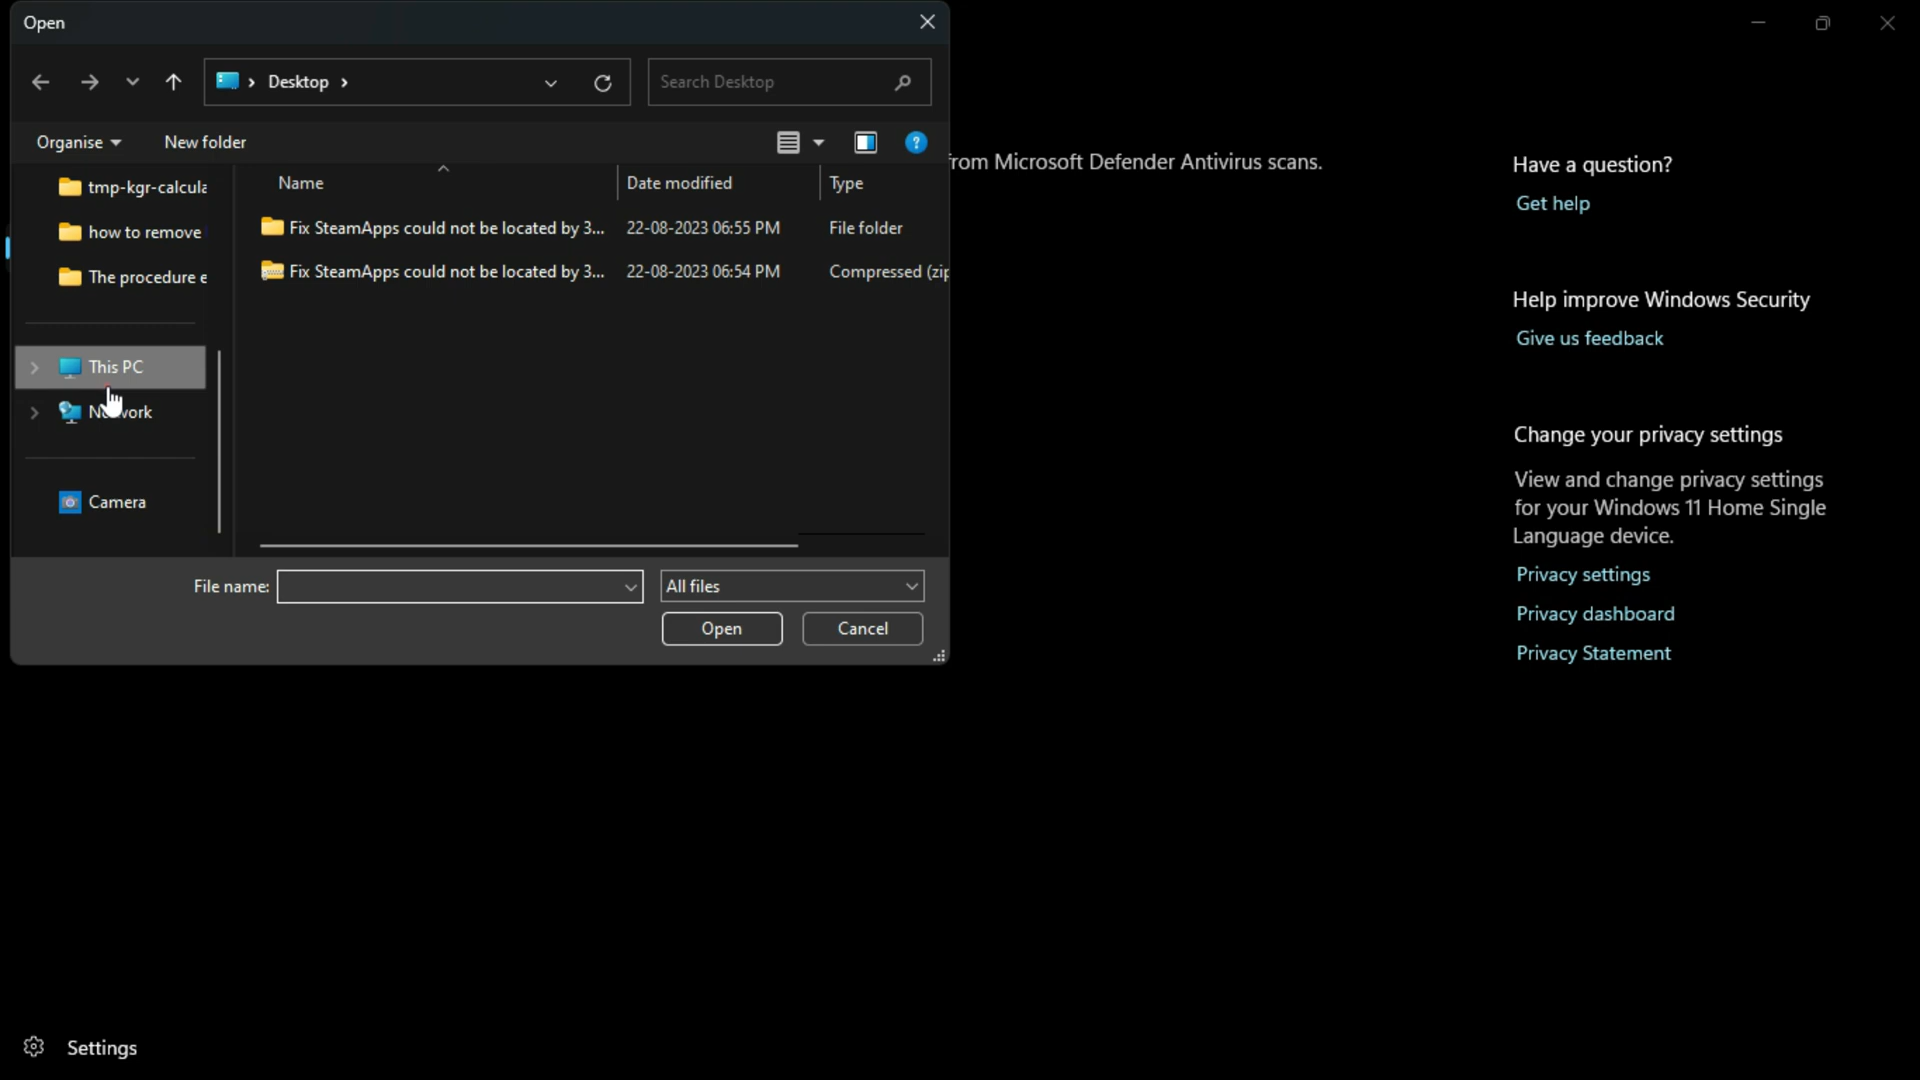 Open
Desktop
Search Desktop
Organise
New folder
from Microsoft Defender Antivirus scans.
Name
Date modified
Type
tmp-kgr-calcula
how to remove
The procedure e
Fix SteamApps could not be located by 3... 22-08-2023 06:55 PM File folder
Fix SteamApps could not be located by 3... 22-08-2023 06:54 PM Compressed (zip
This PC
Network
Camera
File name:
All files
Open
Cancel
Have a question?
Get help
Help improve Windows Security
Give us feedback
Change your privacy settings
View and change privacy settings
for your Windows 11 Home Single
Language device.
Privacy settings
Privacy dashboard
Privacy Statement
Settings